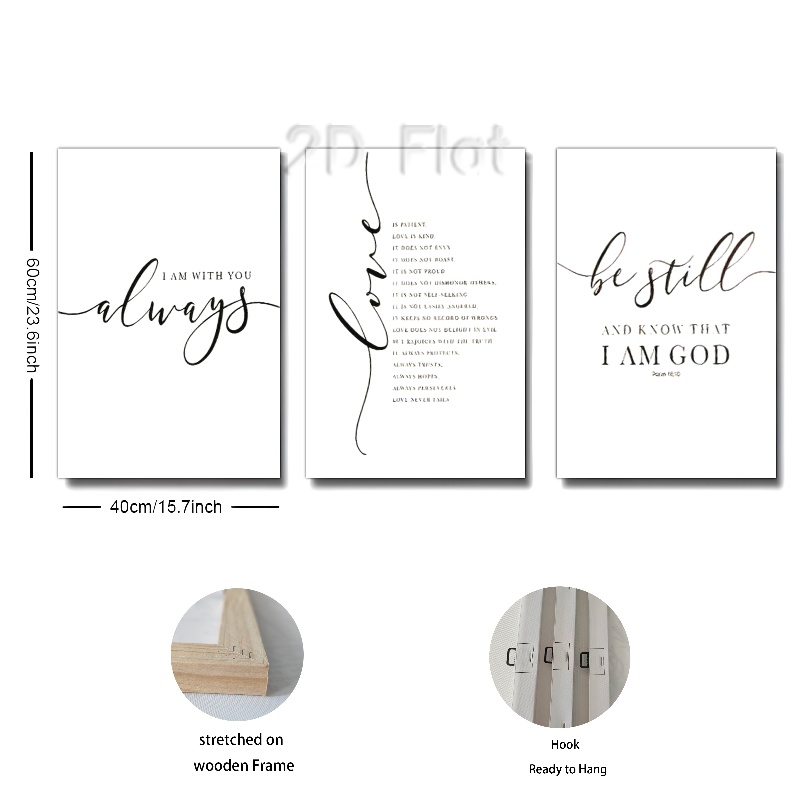 2D Flat
60cm/23.6inch
I AM WITH YOU
always
love
IS PATIENT,
LOVE IS KIND
IT DOES NOT ENVY
IT DOES NOT BOAST,
IT IS NOT PROUD
IT DOES NOT DISHONOR OTHERS,
IT IS NOT SELF-SEEKING
IT IS NOT EASILY ANGERED,
IT KEEPS NO RECORD OF WRONGS
LOVE DOES NOT DELIGHT IN EVIL
BUT REJOICES WITH THE TRUTH
IT ALWAYS PROTECTS,
ALWAYS TRUSTS,
ALWAYS HOPES,
ALWAYS PERSEVERES
LOVE NEVER FAILS
be still
AND KNOW THAT
I AM GOD
Psalm
40cm/15.7inch
stretched on
wooden Frame
Hook
Ready to Hang